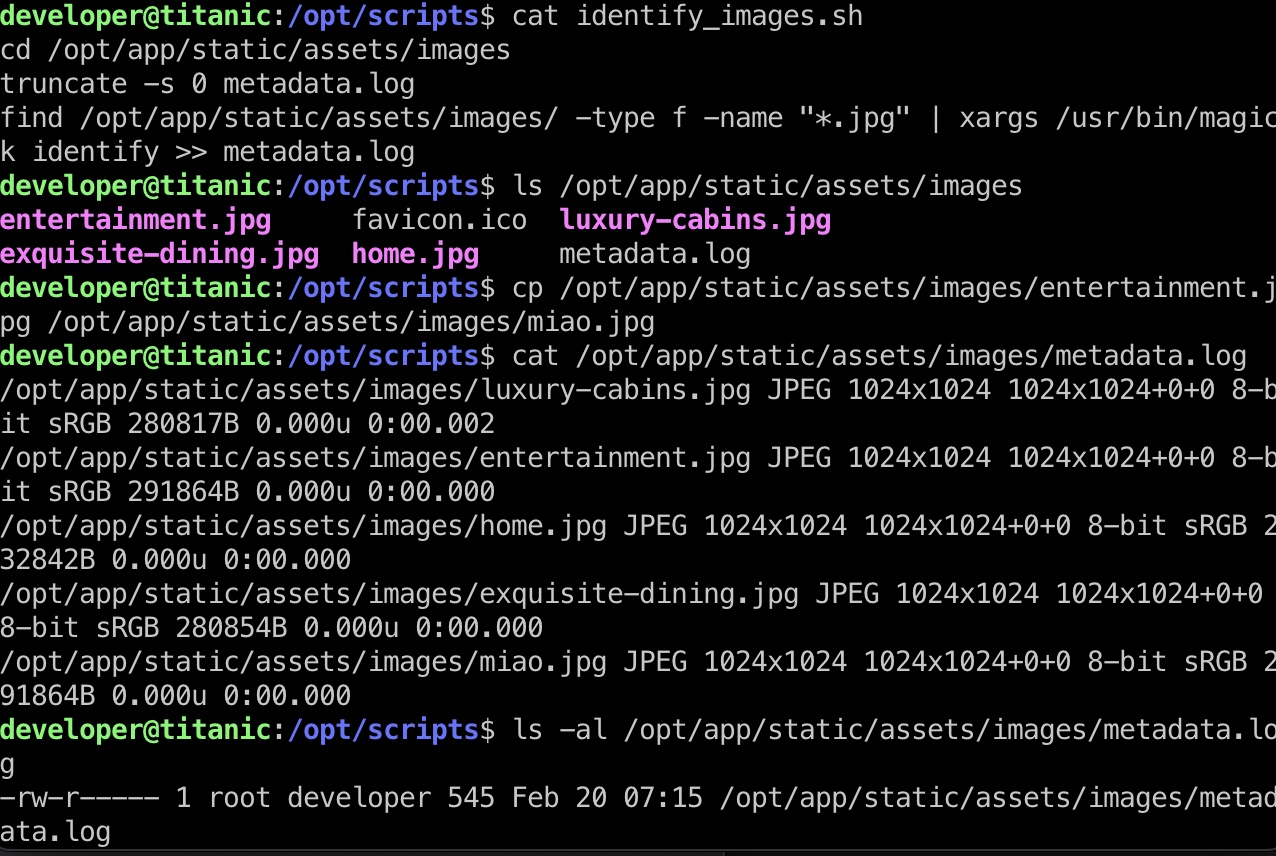 developer@titanic:/opt/scripts$ cat identify_images.sh
cd /opt/app/static/assets/images
truncate -s 0 metadata.log
find /opt/app/static/assets/images/ -type f -name "*.jpg" | xargs /usr/bin/magic
k identify >> metadata.log
developer@titanic:/opt/scripts$ ls /opt/app/static/assets/images
entertainment.jpg     favicon.ico  luxury-cabins.jpg
exquisite-dining.jpg  home.jpg     metadata.log
developer@titanic:/opt/scripts$ cp /opt/app/static/assets/images/entertainment.j
pg /opt/app/static/assets/images/miao.jpg
developer@titanic:/opt/scripts$ cat /opt/app/static/assets/images/metadata.log
/opt/app/static/assets/images/luxury-cabins.jpg JPEG 1024x1024 1024x1024+0+0 8-b
it sRGB 280817B 0.000u 0:00.002
/opt/app/static/assets/images/entertainment.jpg JPEG 1024x1024 1024x1024+0+0 8-b
it sRGB 291864B 0.000u 0:00.000
/opt/app/static/assets/images/home.jpg JPEG 1024x1024 1024x1024+0+0 8-bit sRGB 2
32842B 0.000u 0:00.000
/opt/app/static/assets/images/exquisite-dining.jpg JPEG 1024x1024 1024x1024+0+0
8-bit sRGB 280854B 0.000u 0:00.000
/opt/app/static/assets/images/miao.jpg JPEG 1024x1024 1024x1024+0+0 8-bit sRGB 2
91864B 0.000u 0:00.000
developer@titanic:/opt/scripts$ ls -al /opt/app/static/assets/images/metadata.lo
g
-rw-r----- 1 root developer 545 Feb 20 07:15 /opt/app/static/assets/images/metad
ata.log